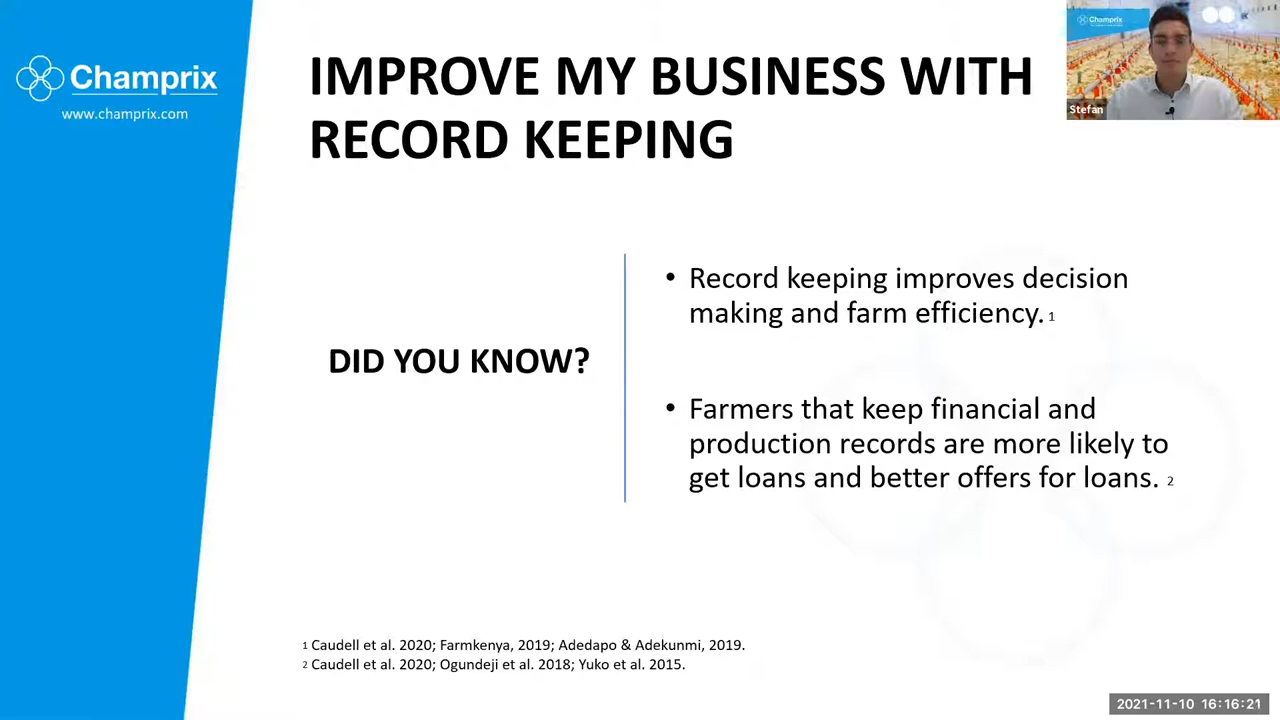 Champrix
www.champrix.com
IMPROVE MY BUSINESS WITH
RECORD KEEPING
Champrix
Stefan
DID YOU KNOW?
• Record keeping improves decision
making and farm efficiency. 1
• Farmers that keep financial and
production records are more likely to
get loans and better offers for loans. 2
1 Caudell et al. 2020; Farmkenya, 2019; Adedapo & Adekunmi, 2019.
2 Caudell et al. 2020; Ogundeji et al. 2018; Yuko et al. 2015.
2021-11-10 16:16:21